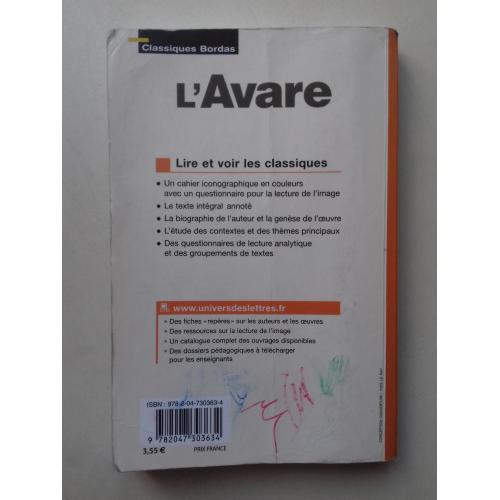 Classiques Bordas
L'Avare
Lire et voir les classiques
• Un cahier iconographique en couleurs
avec un questionnaire pour la lecture de l'image
• Le texte intégral annoté
• La biographie de l'auteur et la genèse de l'œuvre
• L'étude des contextes et des thèmes principaux
• Des questionnaires de lecture analytique
et des groupements de textes
www.universdeslettres.fr
• Des fiches «repères» sur les auteurs et les œuvres
• Des ressources sur la lecture de l'image
• Un catalogue complet des ouvrages disponibles
• Des dossiers pédagogiques à télécharger
pour les enseignants
ISBN : 978-2-04-730363-4
9 782047 303634
3,55 € PRIX FRANCE